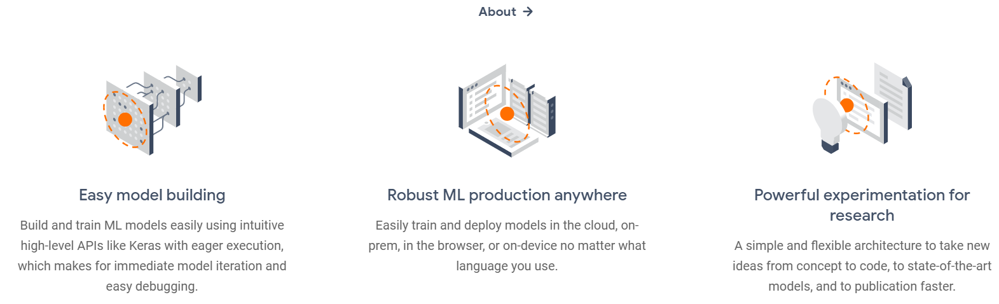 About →
Easy model building
Build and train ML models easily using intuitive
high-level APIs like Keras with eager execution,
which makes for immediate model iteration and
easy debugging.
Robust ML production anywhere
Easily train and deploy models in the cloud, on-
prem, in the browser, or on-device no matter what
language you use.
Powerful experimentation for
research
A simple and flexible architecture to take new
ideas from concept to code, to state-of-the-art
models, and to publication faster.